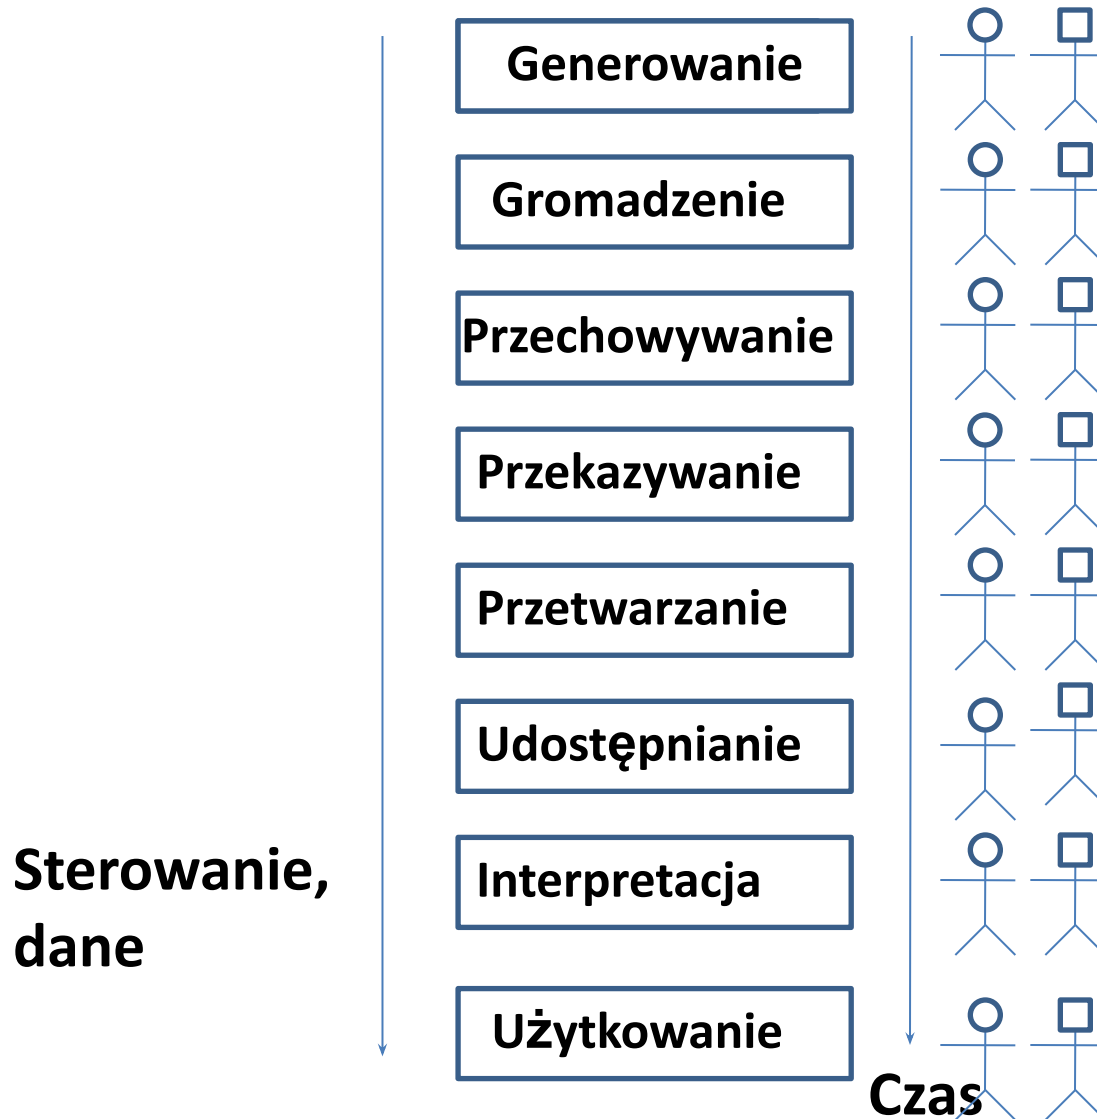 Generowanie
Gromadzenie
Przechowywanie
Przekazywanie
Przetwarzanie
Udostępnianie
Interpretacja
Sterowanie,
dane
Użytkowanie
Czas